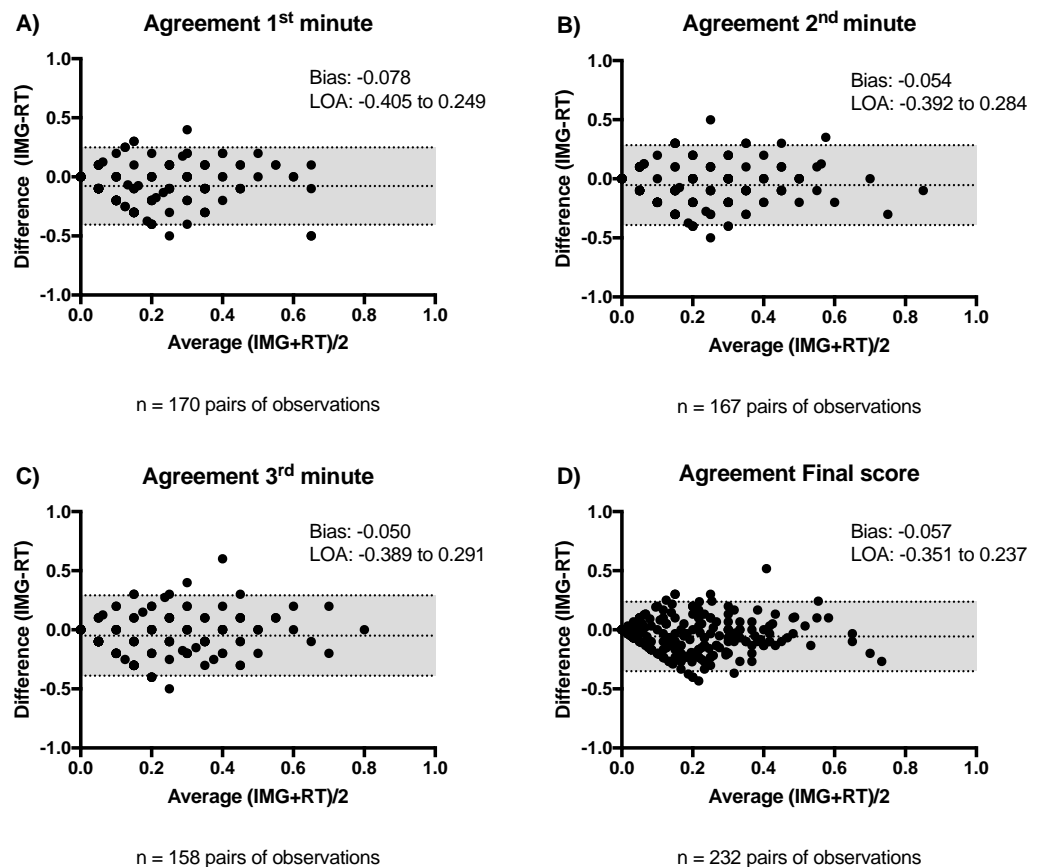 A)
Agreement 1st minute
Bias: -0.078
LOA: -0.405 to 0.249
Difference (IMG-RT)
1.0
0.5
0.0
-0.5
-1.0
0.0 0.2 0.4 0.6 0.8 1.0
Average (IMG+RT)/2
n = 170 pairs of observations
B)
Agreement 2nd minute
Bias: -0.054
LOA: -0.392 to 0.284
Difference (IMG-RT)
1.0
0.5
0.0
-0.5
-1.0
0.0 0.2 0.4 0.6 0.8 1.0
Average (IMG+RT)/2
n = 167 pairs of observations
C)
Agreement 3rd minute
Bias: -0.050
LOA: -0.389 to 0.291
Difference (IMG-RT)
1.0
0.5
0.0
-0.5
-1.0
0.0 0.2 0.4 0.6 0.8 1.0
Average (IMG+RT)/2
n = 158 pairs of observations
D)
Agreement Final score
Bias: -0.057
LOA: -0.351 to 0.237
Difference (IMG-RT)
1.0
0.5
0.0
-0.5
-1.0
0.0 0.2 0.4 0.6 0.8 1.0
Average (IMG+RT)/2
n = 232 pairs of observations